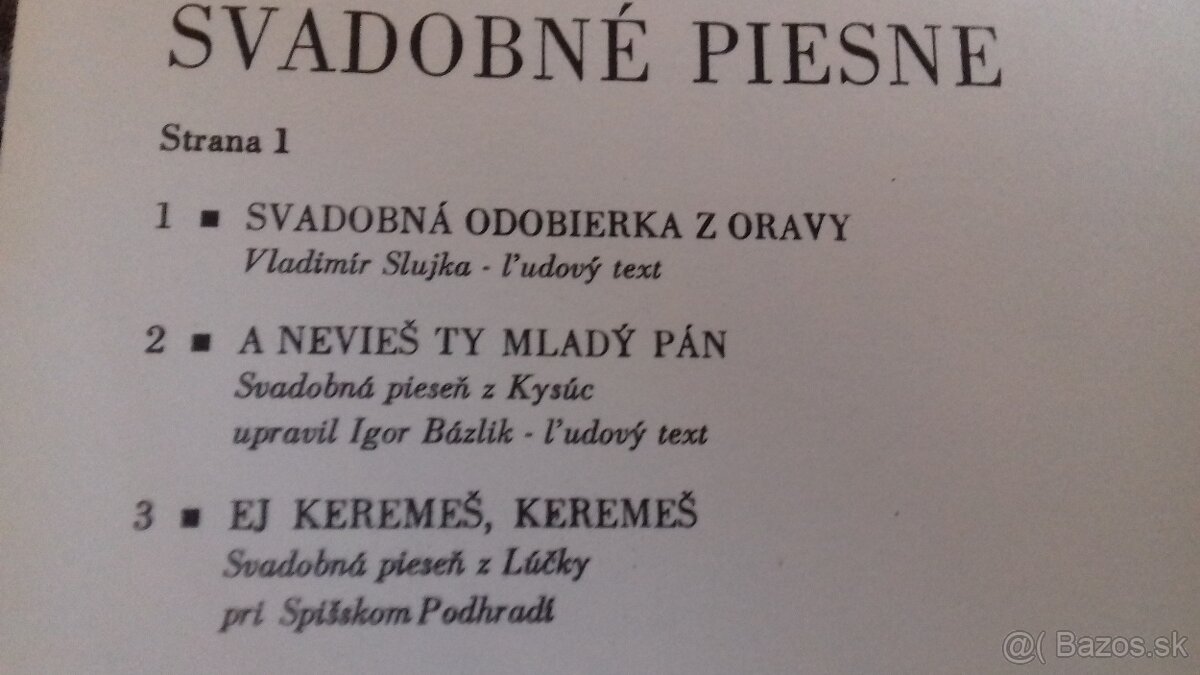 SVADOBNÉ PIESNE
Strana 1
1 ■ SVADOBNÁ ODOBIERKA Z ORAVY
Vladimír Slujka - ľudový text
2 ■ A NEVIEŠ TY MLADÝ PÁN
Svadobná pieseň z Kysúc
upravil Igor Bázlik - ľudový text
3 ■ EJ KEREMEŠ, KEREMEŠ
Svadobná pieseň z Lúčky
pri Spišskom Podhradí
@( Bazos.sk